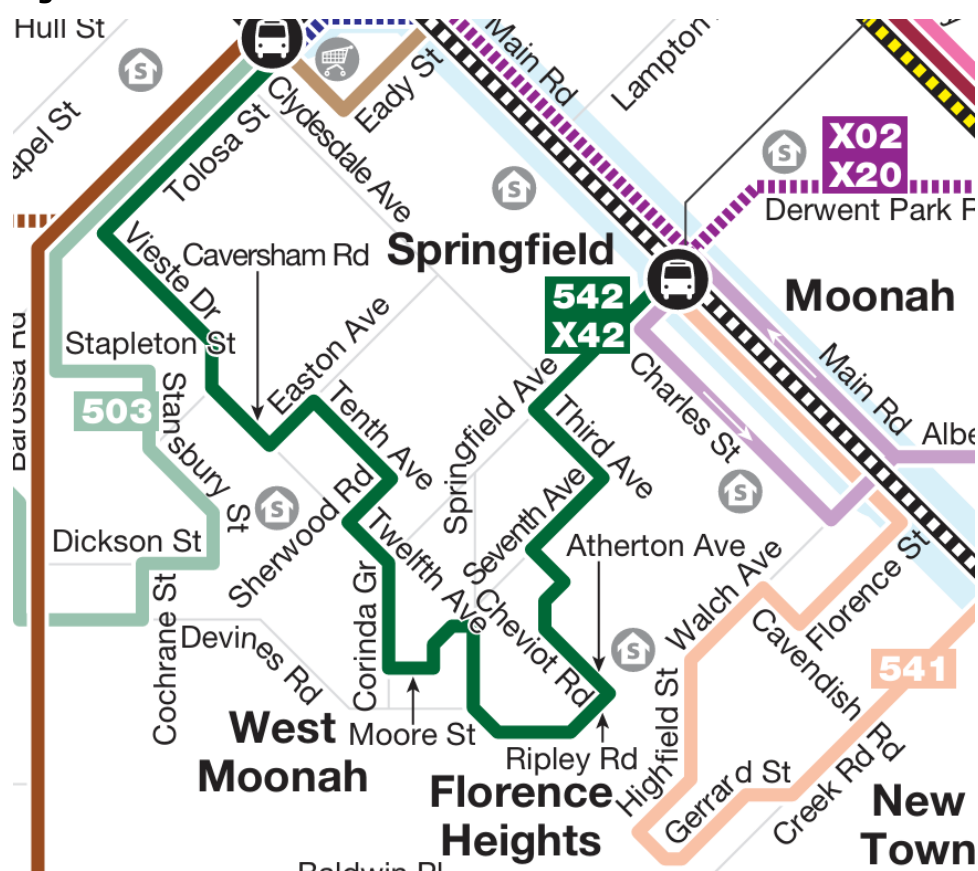 Hull St
Main Rd
Lampton
Eady St
Clydesdale Ave
Tolosa St
apel St
X02
X20
Derwent Park R
Vieste Dr
Caversham Rd
Springfield
542
X42
Moonah
Stapleton St
Easton Ave
Barossa Rd
503
Stansbury St
Tenth Ave
Springfield Ave
Third Ave
Charles St
Main Rd
Albe
Sherwood Rd
Seventh Ave
Dickson St
Twelfth Ave
Atherton Ave
Walch Ave
Florence St
Cochrane St
Devines Rd
Corinda Gr
Cheviot Rd
Cavendish Rd
541
West
Moonah
Moore St
Ripley Rd
Highfield St
Florence
Heights
Gerrard St
Creek Rd
New
Town
S
S
S
S
S
S